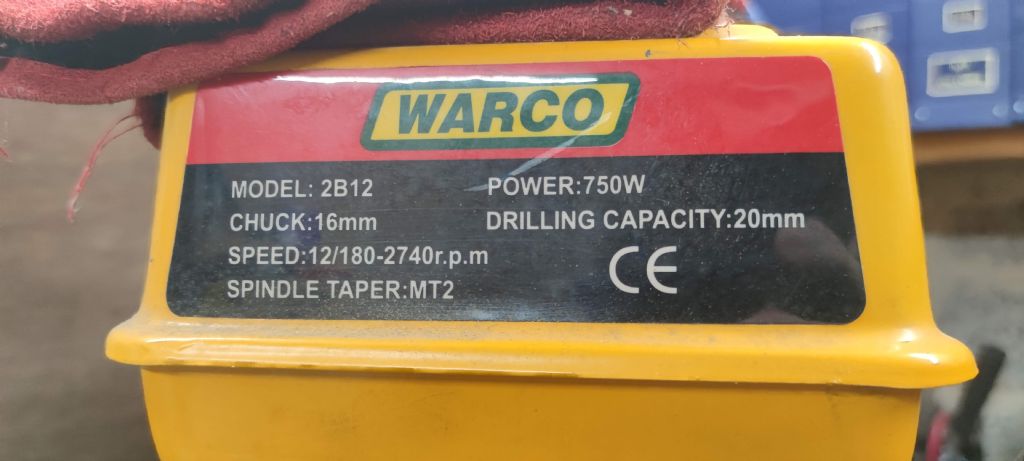 WARCO
MODEL: 2B12
POWER:750W
CHUCK:16mm
DRILLING CAPACITY:20mm
SPEED:12/180-2740r.p.m
SPINDLE TAPER:MT2
CE